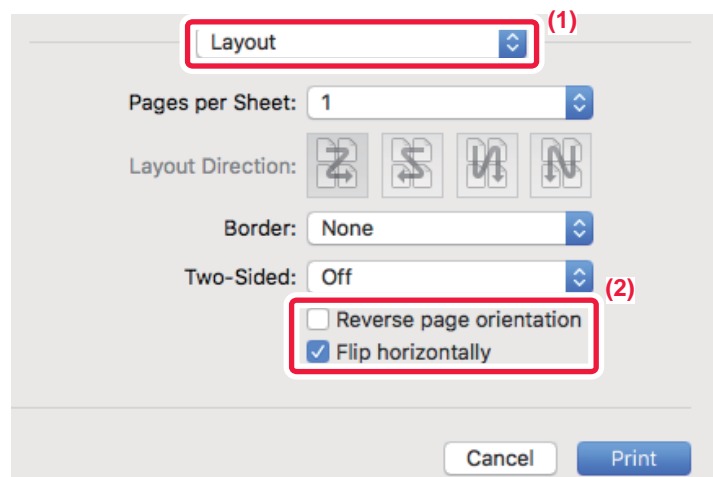 (1)
Layout
Pages per Sheet: 1
Layout Direction:
Border: None
Two-Sided: Off
(2)
Reverse page orientation
Flip horizontally
Cancel Print